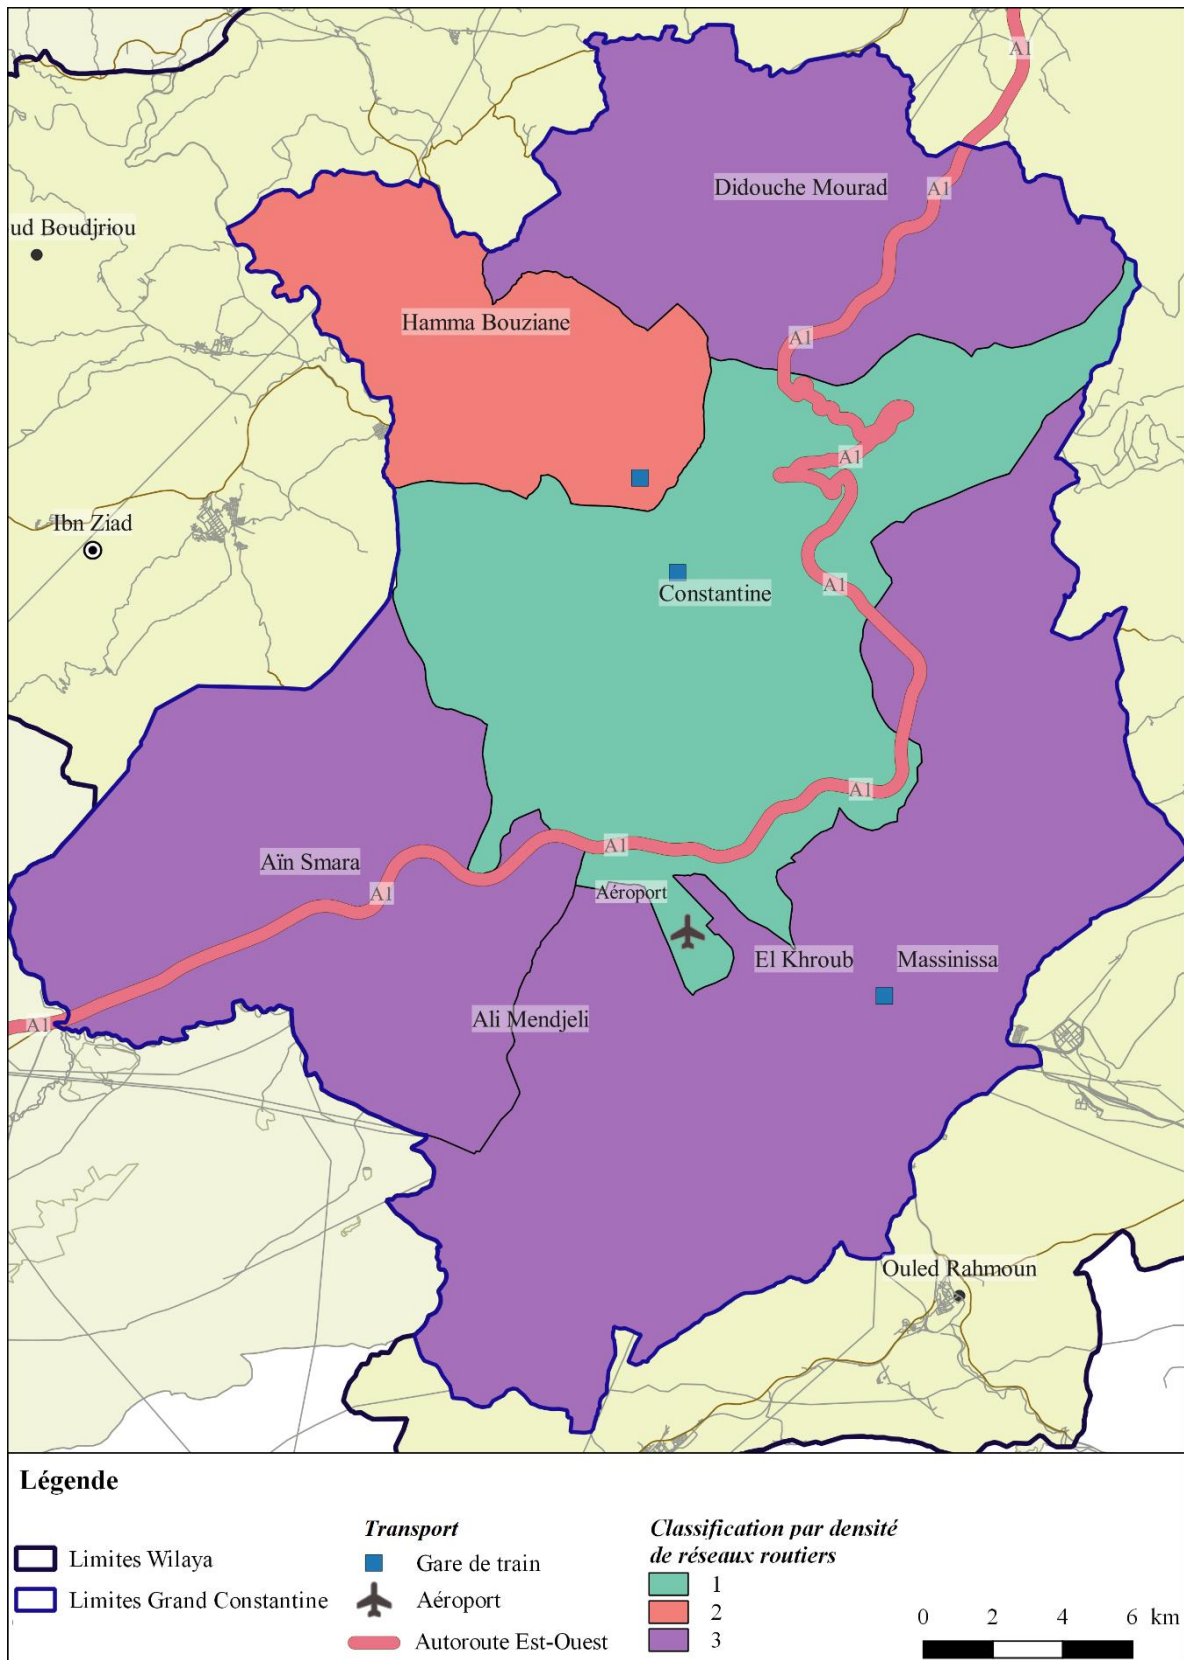 A1
Didouche Mourad
A1
ud Boudjriou
Hamma Bouziane
A1
A1
Ibn Ziad
Constantine
A1
A1
A1
Aïn Smara
A1
Aéroport
El Khroub
Massinissa
Ali Mendjeli
A1
Ouled Rahmoun
Légende
Limites Wilaya
Limites Grand Constantine
Transport
Gare de train
Aéroport
Autoroute Est-Ouest
Classification par densité
de réseaux routiers
1
2
3
0 2 4 6 km